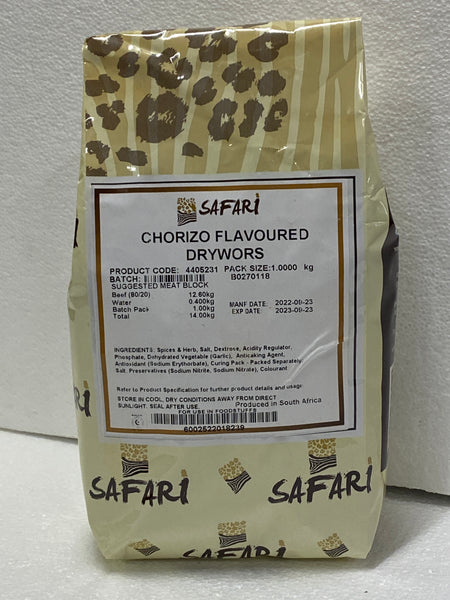 SAFARI
CHORIZO FLAVOURED
DRYWORS
PRODUCT CODE: 4405231 PACK SIZE:1.0000 kg
BATCH: B0270118
SUGGESTED MEAT BLOCK
Beef (80/20) 12.60kg
Water 0.400kg MANF DATE: 2022-09-23
Batch Pack 1.00kg EXP DATE: 2023-09-23
Total 14.00kg
INGREDIENTS: Spices & Herb, Salt, Dextrose, Acidity Regulator,
Phosphate, Dehydrated Vegetable (Garlic), Anticaking Agent,
Antioxidant (Sodium Erythorbate), Curing Pack - Packed Separately,
Salt, Preservatives (Sodium Nitrite, Sodium Nitrate), Colourant
Refer to Product Specification for further product details and usage
STORE IN COOL, DRY CONDITIONS AWAY FROM DIRECT
SUNLIGHT. SEAL AFTER USE. Produced in South Africa
FOR USE IN FOODSTUFFS
6002522018239
ARI
SAFARI
SAFARI
SAFARI